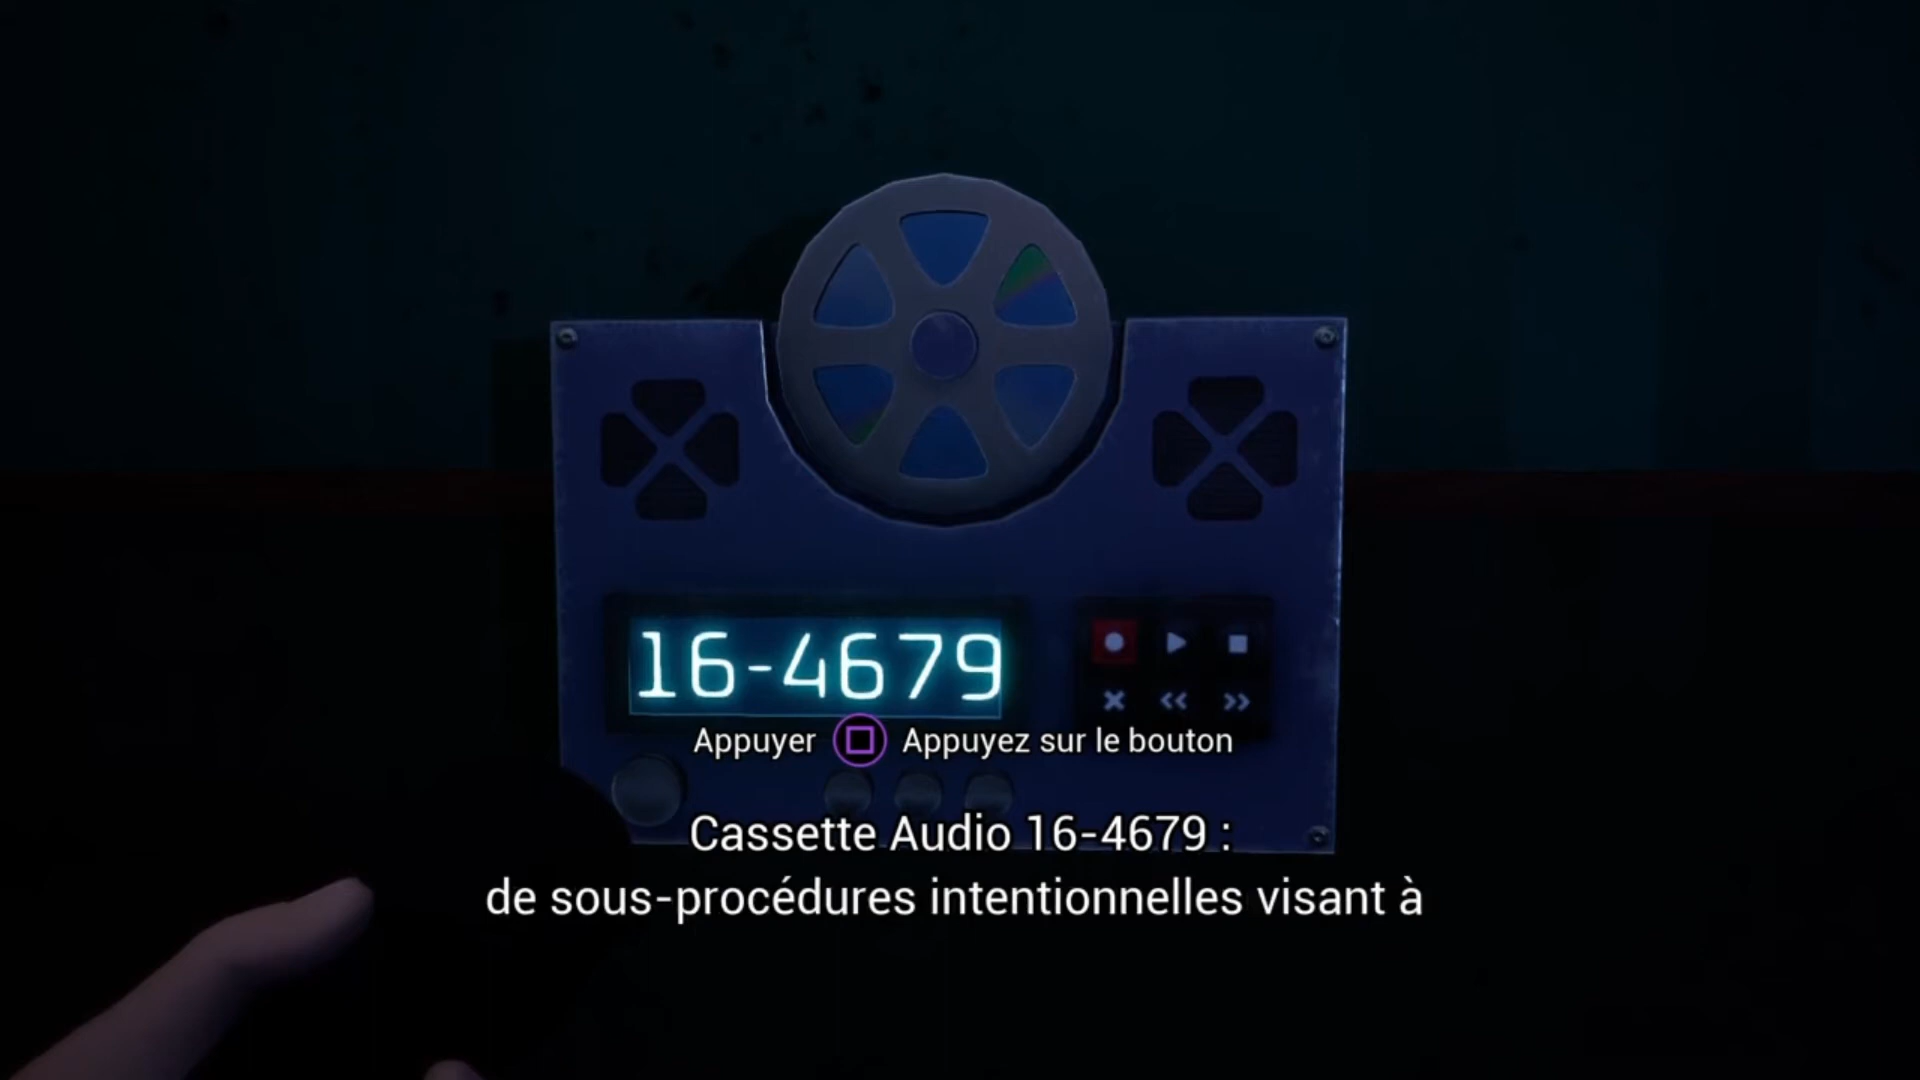 16-4679
Appuyer Appuyez sur le bouton
Cassette Audio 16-4679 :
de sous-procédures intentionnelles visant à